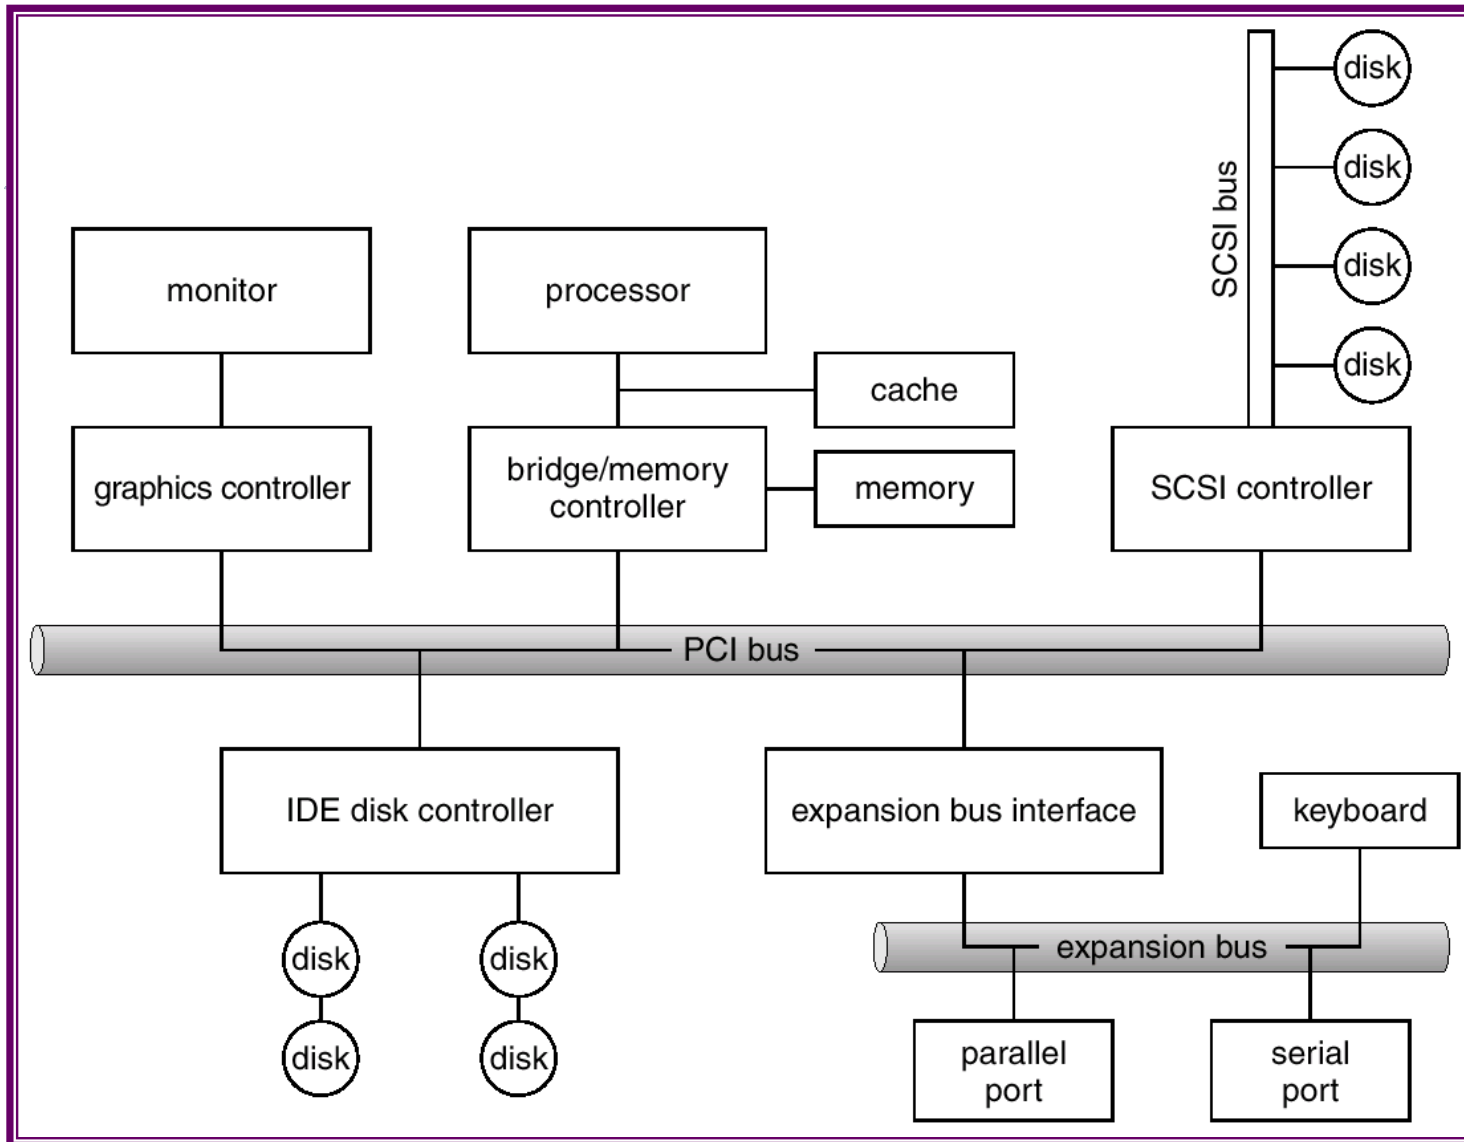 disk
disk
SCSI bus
disk
disk
monitor
processor
cache
graphics controller
bridge/memory
controller
memory
SCSI controller
PCI bus
IDE disk controller
expansion bus interface
keyboard
disk
disk
expansion bus
disk
disk
parallel
port
serial
port